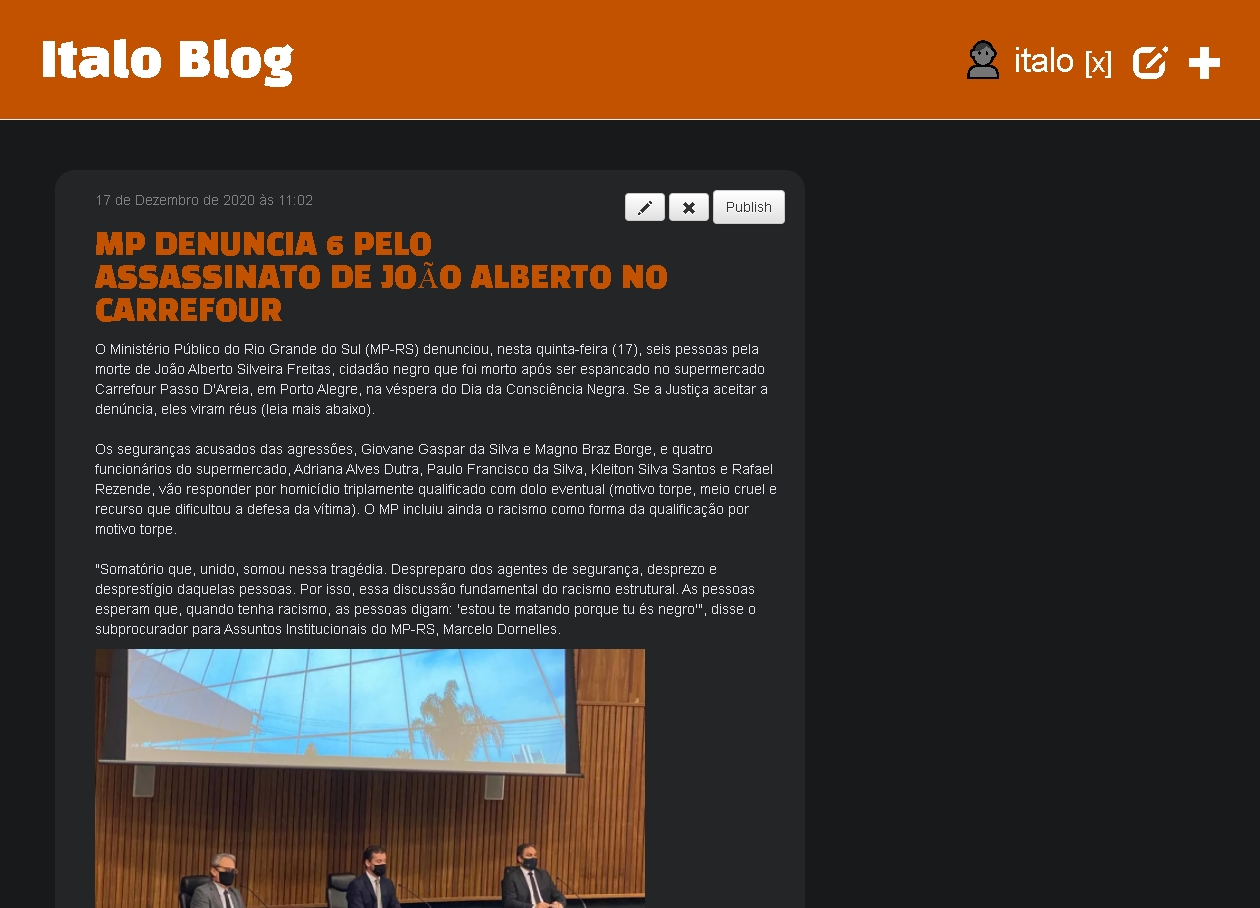 Italo Blog
italo [x]
17 de Dezembro de 2020 às 11:02
Publish
MP DENUNCIA 6 PELO
ASSASSINATO DE JOÃO ALBERTO NO
CARREFOUR
O Ministério Público do Rio Grande do Sul (MP-RS) denunciou, nesta quinta-feira (17), seis pessoas pela
morte de João Alberto Silveira Freitas, cidadão negro que foi morto após ser espancado no supermercado
Carrefour Passo D'Areia, em Porto Alegre, na véspera do Dia da Consciência Negra. Se a Justiça aceitar a
denúncia, eles viram réus (leia mais abaixo).
Os seguranças acusados das agressões, Giovane Gaspar da Silva e Magno Braz Borge, e quatro
funcionários do supermercado, Adriana Alves Dutra, Paulo Francisco da Silva, Kleiton Silva Santos e Rafael
Rezende, vão responder por homicídio triplamente qualificado com dolo eventual (motivo torpe, meio cruel e
recurso que dificultou a defesa da vítima). O MP incluiu ainda o racismo como forma da qualificação por
motivo torpe.
"Somatório que, unido, somou nessa tragédia. Despreparo dos agentes de segurança, desprezo e
desprestígio daquelas pessoas. Por isso, essa discussão fundamental do racismo estrutural. As pessoas
esperam que, quando tenha racismo, as pessoas digam: 'estou te matando porque tu és negro'", disse o
subprocurador para Assuntos Institucionais do MP-RS, Marcelo Dornelles.